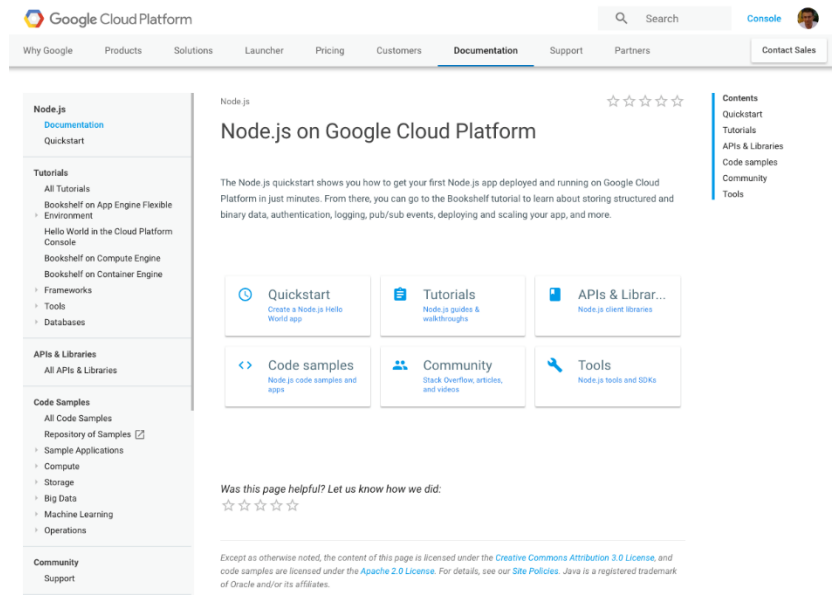 Google Cloud Platform
Search
Console
Why Google Products Solutions Launcher Pricing Customers Documentation Support Partners Contact Sales
Node.js
Documentation
Quickstart
Tutorials
All Tutorials
Bookshelf on App Engine Flexible
Environment
Hello World in the Cloud Platform
Console
Bookshelf on Compute Engine
Bookshelf on Container Engine
Frameworks
Tools
Databases
APIs & Libraries
All APIs & Libraries
Code Samples
All Code Samples
Repository of Samples
Sample Applications
Compute
Storage
Big Data
Machine Learning
Operations
Community
Support
Node.js
Node.js on Google Cloud Platform
The Node.js quickstart shows you how to get your first Node.js app deployed and running on Google Cloud
Platform in just minutes. From there, you can go to the Bookshelf tutorial to learn about storing structured and
binary data, authentication, logging, pub/sub events, deploying and scaling your app, and more.
Quickstart
Create a Node.js Hello
World app
Tutorials
Node.js guides &
walkthroughs
APIs & Librar...
Node.js client libraries
Code samples
Node.js code samples and
apps
Community
Stack Overflow, articles,
and videos
Tools
Node.js tools and SDKs
Was this page helpful? Let us know how we did:
Except as otherwise noted, the content of this page is licensed under the Creative Commons Attribution 3.0 License, and
code samples are licensed under the Apache 2.0 License. For details, see our Site Policies. Java is a registered trademark
of Oracle and/or its affiliates.
Contents
Quickstart
Tutorials
APIs & Libraries
Code samples
Community
Tools